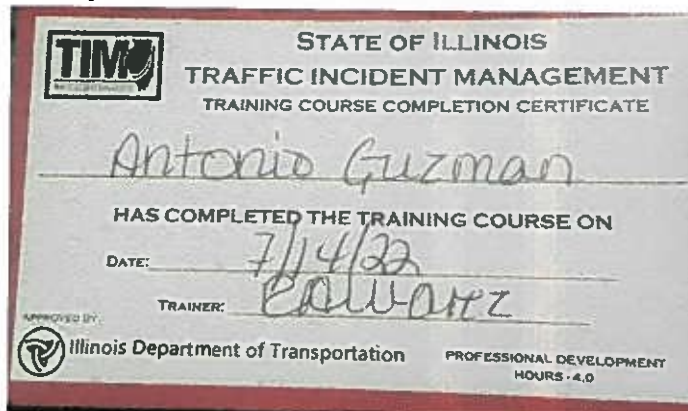 TIM
STATE OF ILLINOIS
TRAFFIC INCIDENT MANAGEMENT
TRAINING COURSE COMPLETION CERTIFICATE
Antonio Guzman
HAS COMPLETED THE TRAINING COURSE ON
DATE: 7/14/22
TRAINER:
APPROVED BY:
Illinois Department of Transportation
PROFESSIONAL DEVELOPMENT
HOURS - 4.0